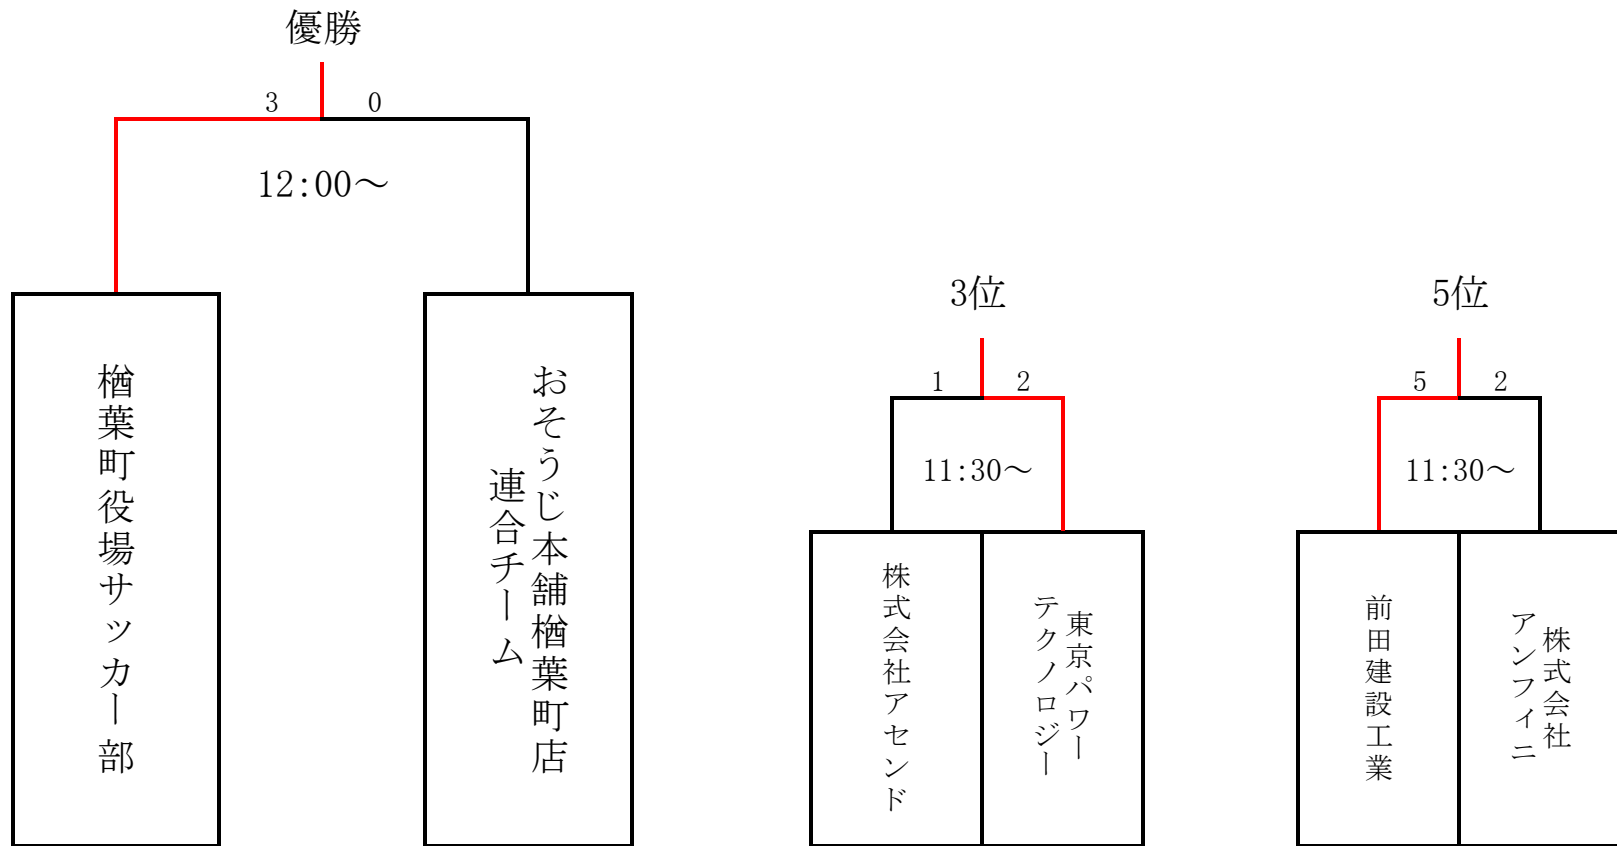 優勝
3 0
12:00～
楢葉町役場サッカー部
おそうじ本舗楢葉町店
連合チーム
3位
1 2
11:30～
株式会社アセンド
東京パワー
テクノロジー
5位
5 2
11:30～
前田建設工業
株式会社
アンフィニ